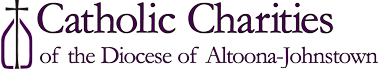 Catholic Charities
of the Diocese of Altoona-Johnstown